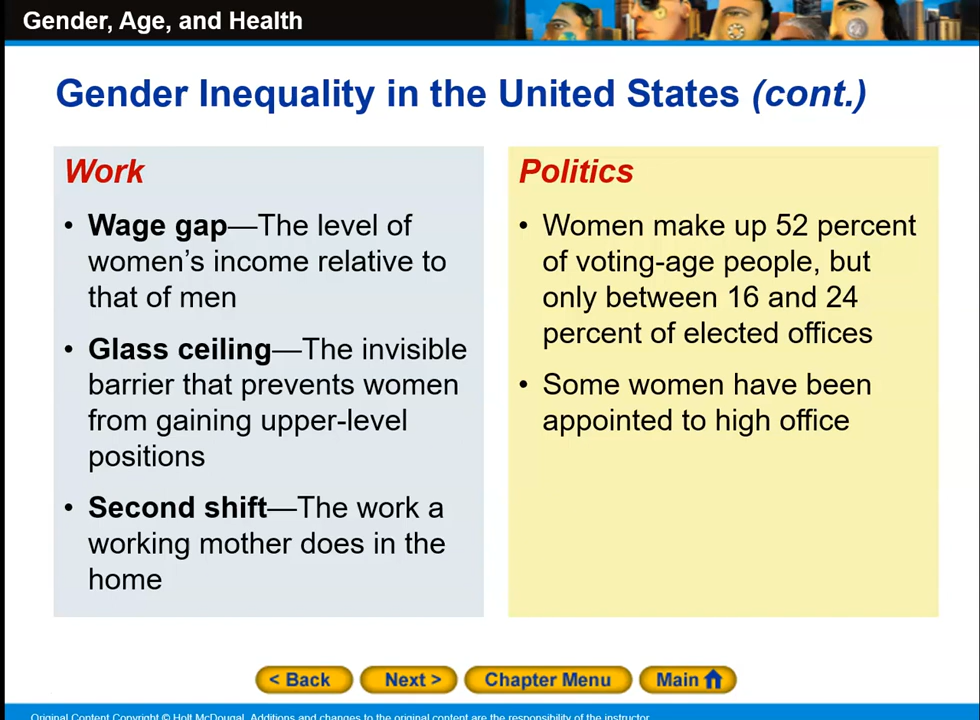 Gender, Age, and Health
Gender Inequality in the United States (cont.)
Work
• Wage gap—The level of
women’s income relative to
that of men
• Glass ceiling—The invisible
barrier that prevents women
from gaining upper-level
positions
• Second shift—The work a
working mother does in the
home
Politics
• Women make up 52 percent
of voting-age people, but
only between 16 and 24
percent of elected offices
• Some women have been
appointed to high office
< Back
Next >
Chapter Menu
Main
Original Content Copyright © Holt McDougal. Additions and changes to the original content are the responsibility of the instructor.